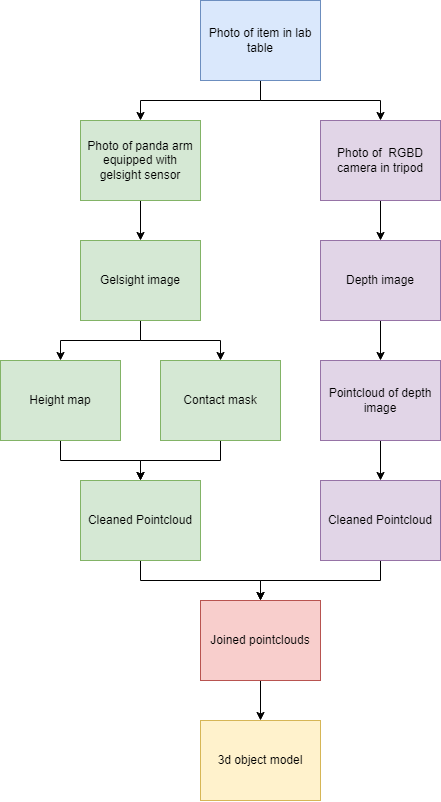 Photo of item in lab
table
Photo of panda arm
equipped with
gelsight sensor
Photo of  RGBD
camera in tripod
Gelsight image
Depth image
Height map
Contact mask
Pointcloud of depth
image
Cleaned Pointcloud
Cleaned Pointcloud
Joined pointclouds
3d object model